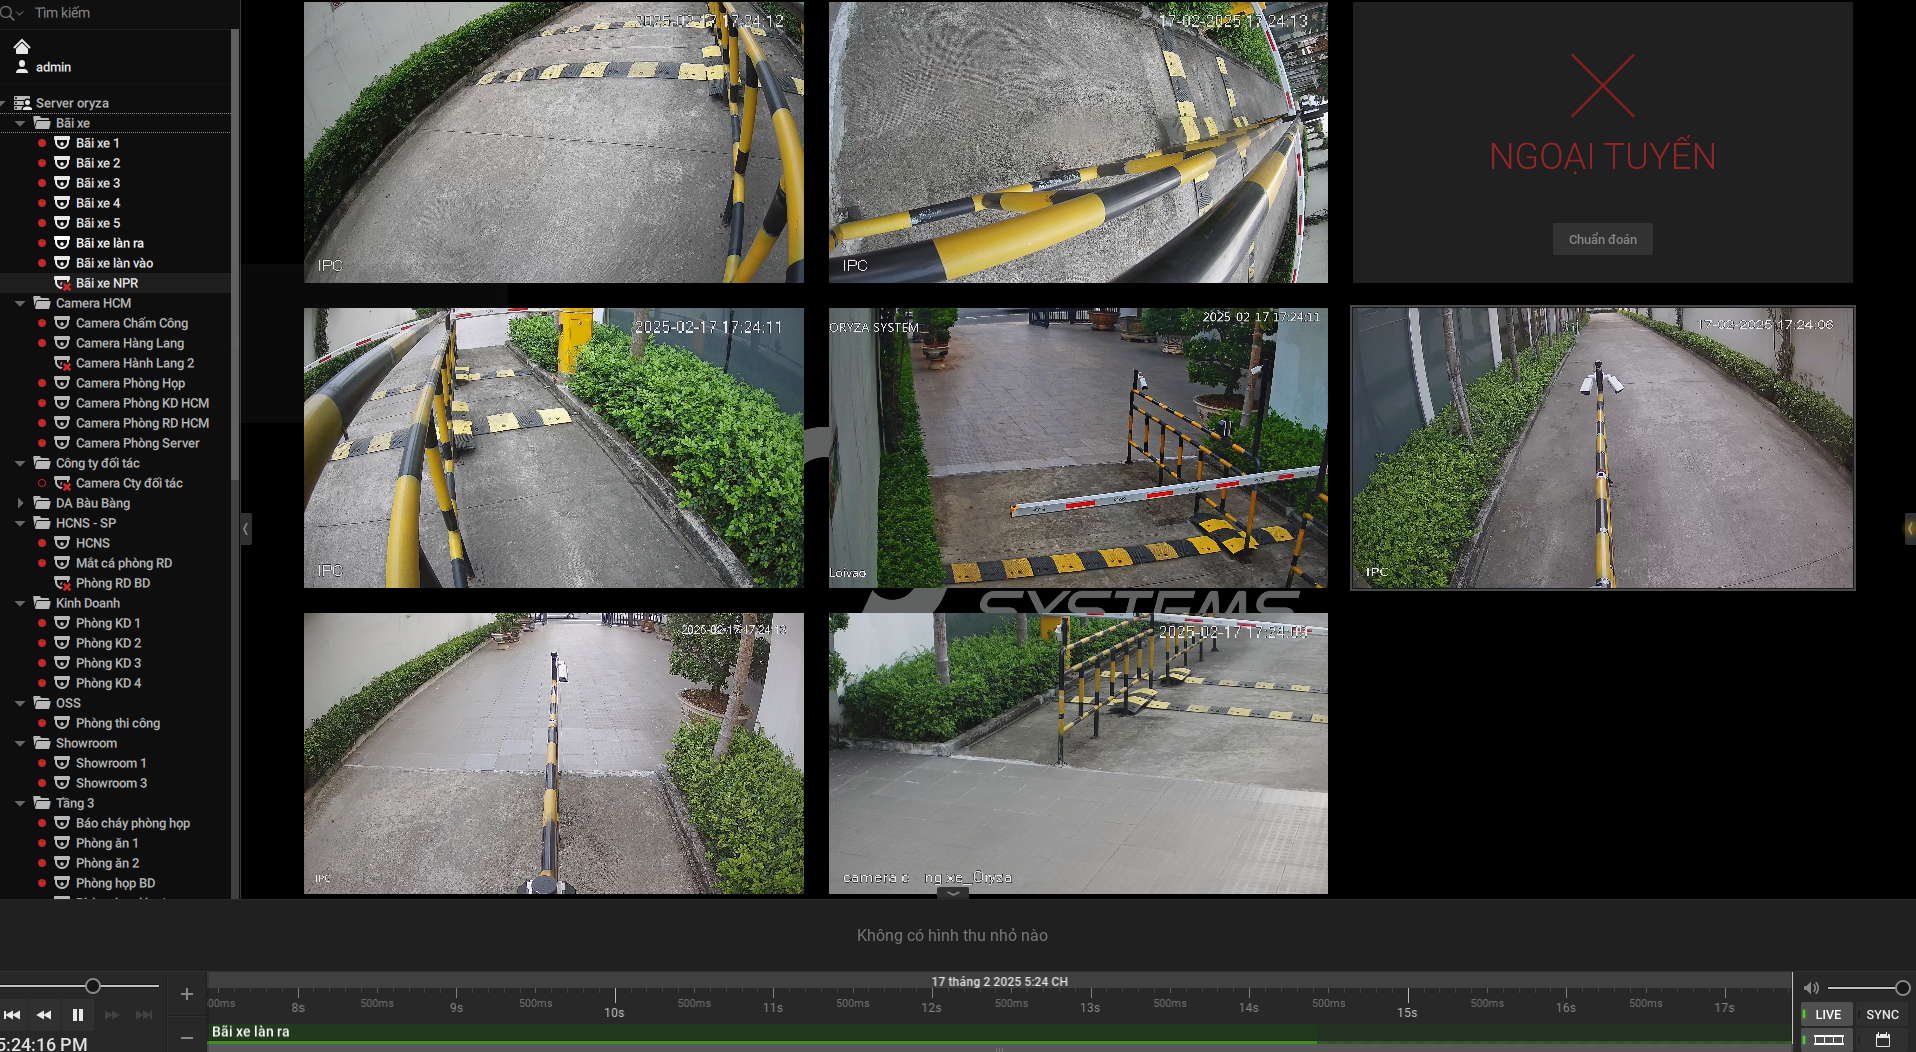 Tìm kiếm
admin
Server oryza
Bãi xe
Bãi xe 1
Bãi xe 2
Bãi xe 3
Bãi xe 4
Bãi xe 5
Bãi xe làn ra
Bãi xe làn vào
Bãi xe NPR
Camera HCM
Camera Chấm Công
Camera Hàng Lang
Camera Hành Lang 2
Camera Phòng Họp
Camera Phòng KD HCM
Camera Phòng RD HCM
Camera Phòng Server
Công ty đối tác
Camera Cty đối tác
DA Bàu Bàng
HCNS - SP
HCNS
Mắt cá phòng RD
Phòng RD BD
Kinh Doanh
Phòng KD 1
Phòng KD 2
Phòng KD 3
Phòng KD 4
OSS
Phòng thi công
Showroom
Showroom 1
Showroom 3
Tầng 3
Báo cháy phòng họp
Phòng ăn 1
Phòng ăn 2
Phòng họp BD
2025-02-17 17:24:12
IPC
17-02-2025 17:24:13
IPC
NGOẠI TUYẾN
Chuẩn đoán
2025-02-17 17:24:11
IPC
ORYZA SYSTEM
2025 02 17 17:24:11
Loivao
17-02-2025 17:24:06
IPC
SYSTEMS
2025-02-17 17:24:13
IPC
2025-02-17 17:24:09
camera c ng xe_Oryza
Không có hình thu nhỏ nào
17 tháng 2 2025 5:24 CH
00ms 8s 500ms 9s 500ms 10s 500ms 11s 500ms 12s 500ms 13s 500ms 14s 500ms 15s 500ms 16s 500ms 17s
Bãi xe làn ra
5:24:16 PM
LIVE SYNC